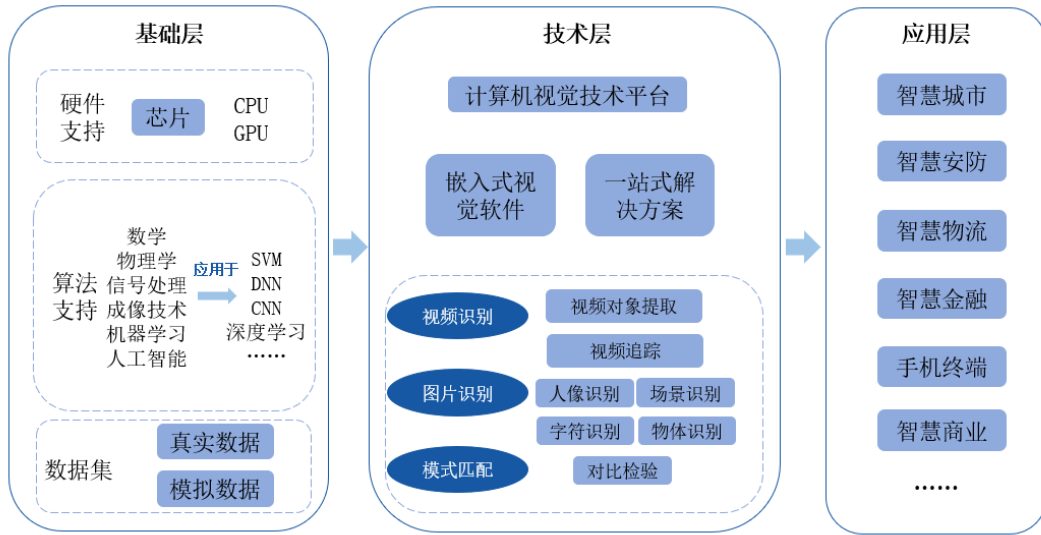 基础层
硬件
支持
芯片
CPU
GPU
算法
支持
数学
物理学
信号处理
成像技术
机器学习
人工智能
应用于
SVM
DNN
CNN
深度学习
……
数据集
真实数据
模拟数据
技术层
计算机视觉技术平台
嵌入式视
觉软件
一站式解
决方案
视频识别
视频对象提取
视频追踪
图片识别
人像识别
场景识别
字符识别
物体识别
模式匹配
对比检验
应用层
智慧城市
智慧安防
智慧物流
智慧金融
手机终端
智慧商业
……